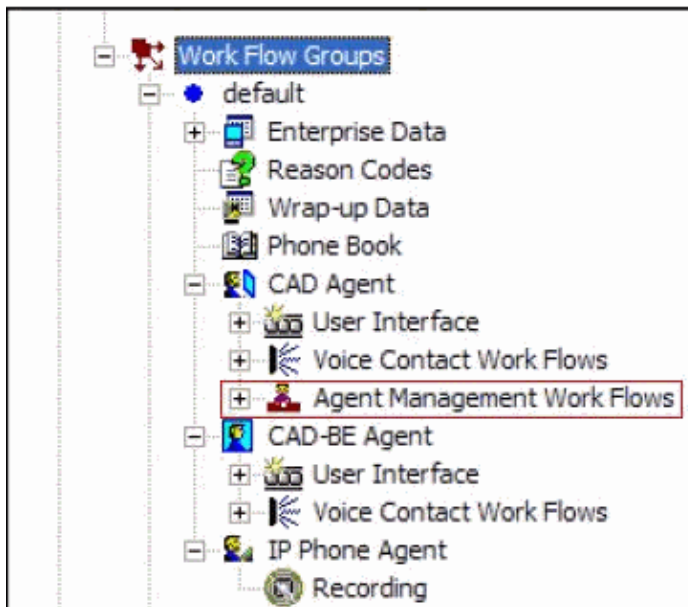 Work Flow Groups
default
Enterprise Data
Reason Codes
Wrap-up Data
Phone Book
CAD Agent
User Interface
Voice Contact Work Flows
Agent Management Work Flows
CAD-BE Agent
User Interface
Voice Contact Work Flows
IP Phone Agent
Recording